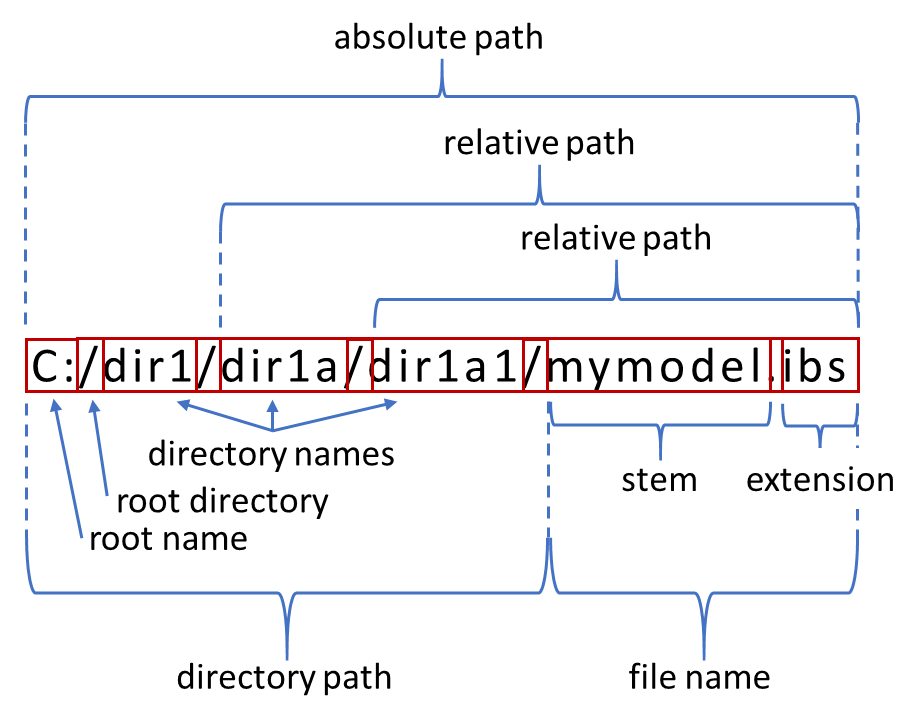 absolute path
relative path
relative path
C:/dir1/dir1a/dir1a1/mymodel.ibs
directory names
stem
extension
root directory
root name
directory path
file name